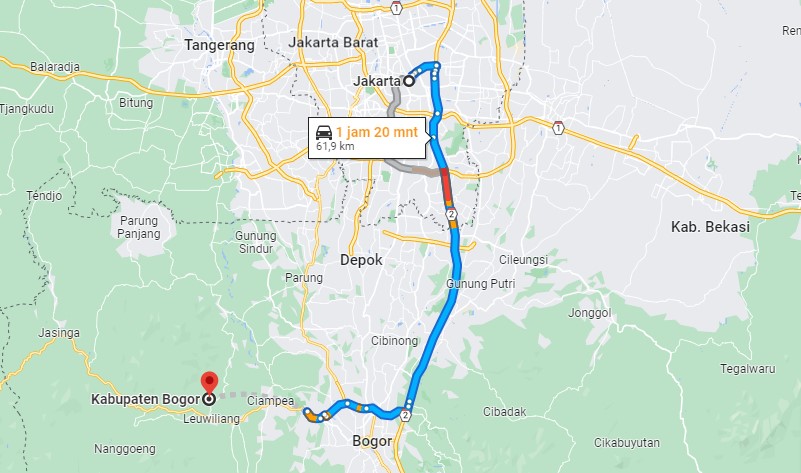 1
Ren
Tangerang
Jakarta Barat
Balaradja
Jakarta
Bitung
Tjangkudu
1 jam 20 mnt
61,9 km
1
Tendjo
Te
Parung
Panjang
2
Kab. Bekasi
Gunung
Sindur
Depok
Cileungsi
Parung
Gunung Putri
Jonggol
Jasinga
Cibinong
Tegalwaru
Kabupaten Bogor
Ciampea
Leuwiliang
2
Cibadak
Bogor
Nanggoeng
Cikabuyutan